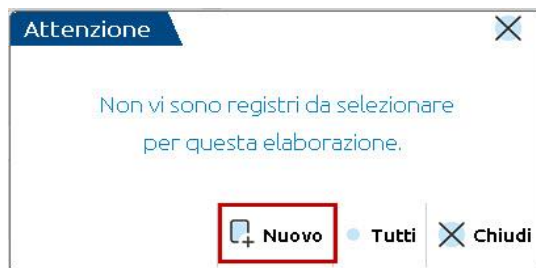 Attenzione
Non vi sono registri da selezionare
per questa elaborazione.
Nuovo Tutti Chiudi